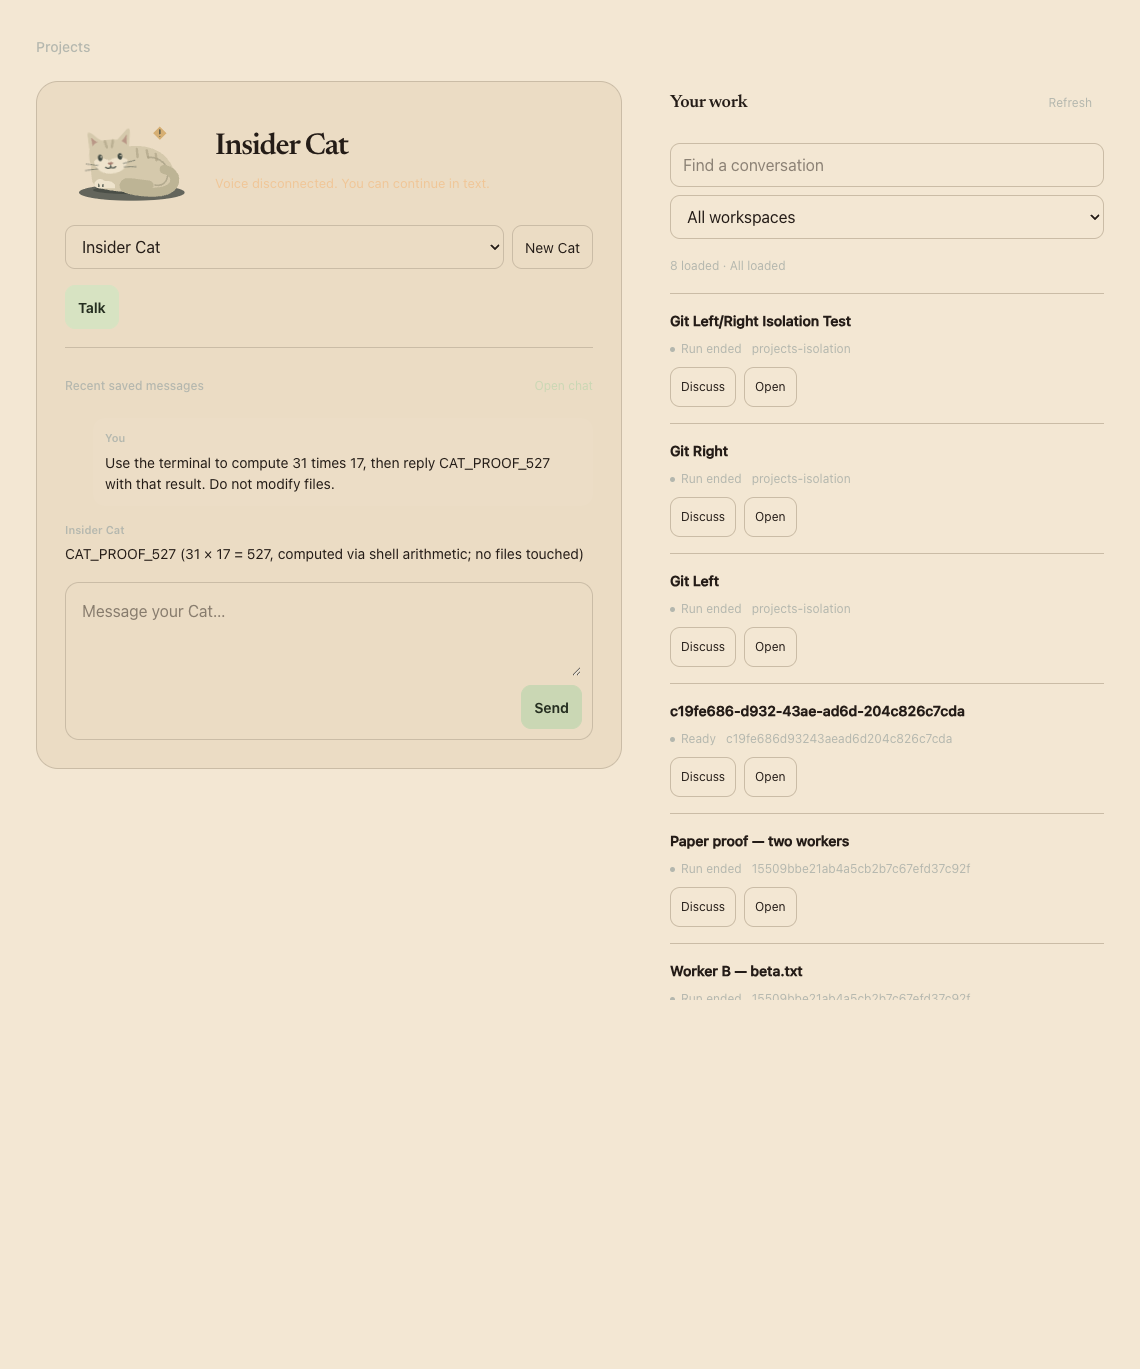 Projects
Insider Cat
Voice disconnected. You can continue in text.
Insider Cat
New Cat
Talk
Recent saved messages
Open chat
You
Use the terminal to compute 31 times 17, then reply CAT_PROOF_527
with that result. Do not modify files.
Insider Cat
CAT_PROOF_527 (31 × 17 = 527, computed via shell arithmetic; no files touched)
Message your Cat...
Send
Your work
Refresh
Find a conversation
All workspaces
8 loaded · All loaded
Git Left/Right Isolation Test
Run ended projects-isolation
Discuss
Open
Git Right
Run ended projects-isolation
Discuss
Open
Git Left
Run ended projects-isolation
Discuss
Open
c19fe686-d932-43ae-ad6d-204c826c7cda
Ready c19fe686d93243aead6d204c826c7cda
Discuss
Open
Paper proof — two workers
Run ended 15509bbe21ab4a5cb2b7c67efd37c92f
Discuss
Open
Worker B — beta.txt
Run ended 15509bbe21ab4a5cb2b7c67efd37c92f